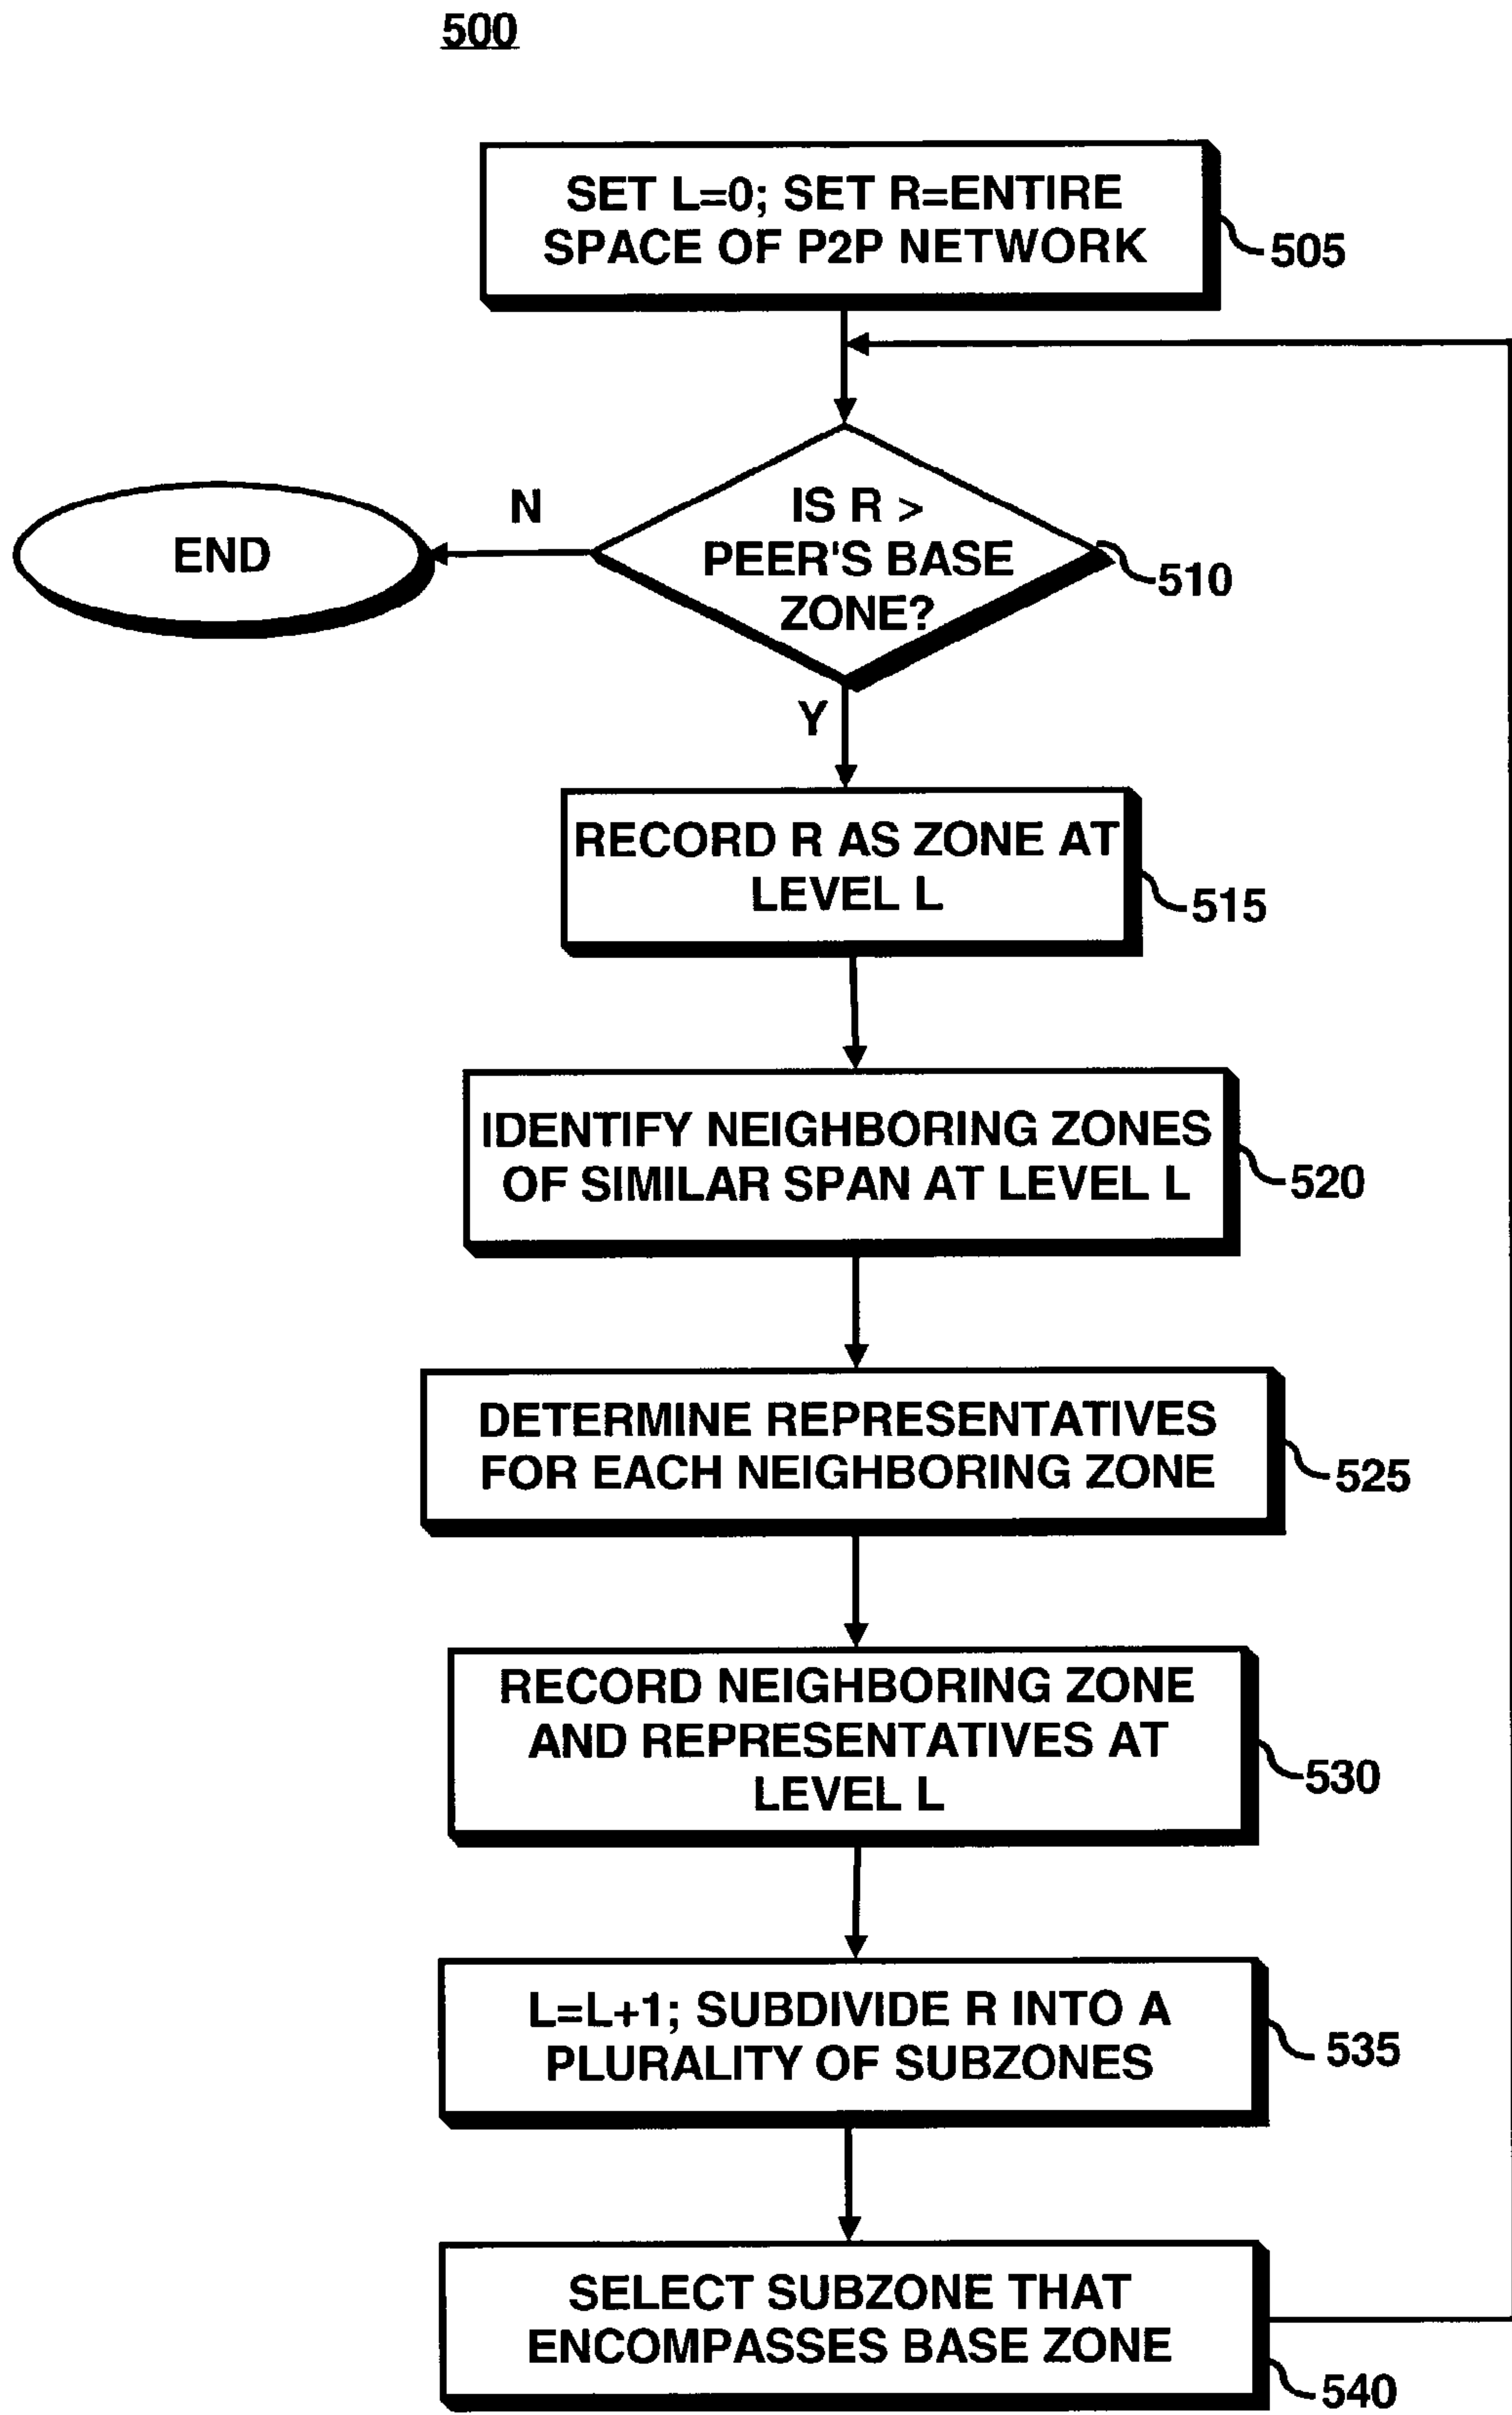 500
SET L=0; SET R=ENTIRE
SPACE OF P2P NETWORK
505
IS R >
PEER'S BASE
ZONE?
510
N
END
Y
RECORD R AS ZONE AT
LEVEL L
515
IDENTIFY NEIGHBORING ZONES
OF SIMILAR SPAN AT LEVEL L
520
DETERMINE REPRESENTATIVES
FOR EACH NEIGHBORING ZONE
525
RECORD NEIGHBORING ZONE
AND REPRESENTATIVES AT
LEVEL L
530
L=L+1; SUBDIVIDE R INTO A
PLURALITY OF SUBZONES
535
SELECT SUBZONE THAT
ENCOMPASSES BASE ZONE
540